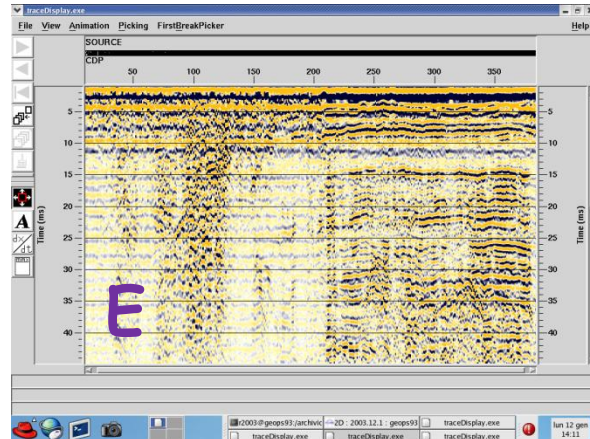 traceDisplay.exe
File View Animation Picking FirstBreakPicker Help
SOURCE
CDP
50 100 150 200 250 300 350
5 5
10 10
15 15
20 20
25 25
30 30
35 35
40 40
Time (ms) Time (ms)
A
dx/dt
E
r2003@geops93:/archivic 2D : 2003.12.1 : geops93 traceDisplay.exe
traceDisplay.exe traceDisplay.exe traceDisplay.exe
lun 12 gen
14:11